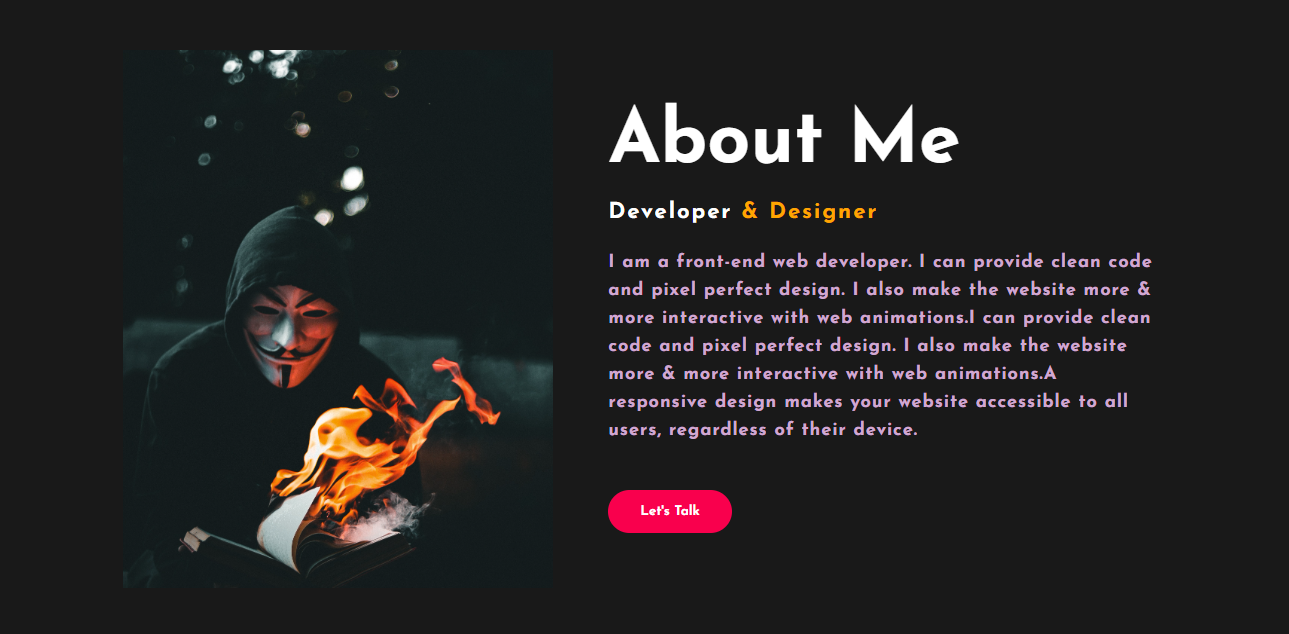 About Me
Developer & Designer
I am a front-end web developer. I can provide clean code
and pixel perfect design. I also make the website more &
more interactive with web animations.I can provide clean
code and pixel perfect design. I also make the website
more & more interactive with web animations.A
responsive design makes your website accessible to all
users, regardless of their device.
Let's Talk